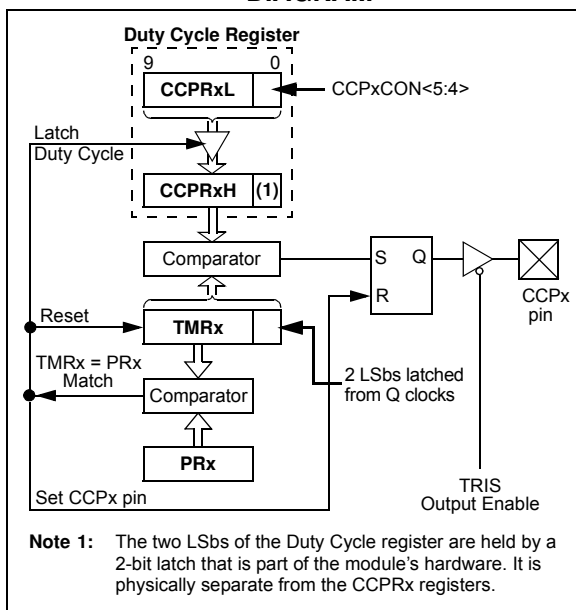 DIAGRAM
Duty Cycle Register
9 0
CCPRxL
CCPxCON<5:4>
Latch
Duty Cycle
CCPRxH (1)
Comparator
S Q
R
CCPx
pin
Reset
TMRx
TMRx = PRx
Match
2 LSbs latched
from Q clocks
Comparator
PRx
Set CCPx pin
TRIS
Output Enable
Note 1: The two LSbs of the Duty Cycle register are held by a
2-bit latch that is part of the module's hardware. It is
physically separate from the CCPRx registers.